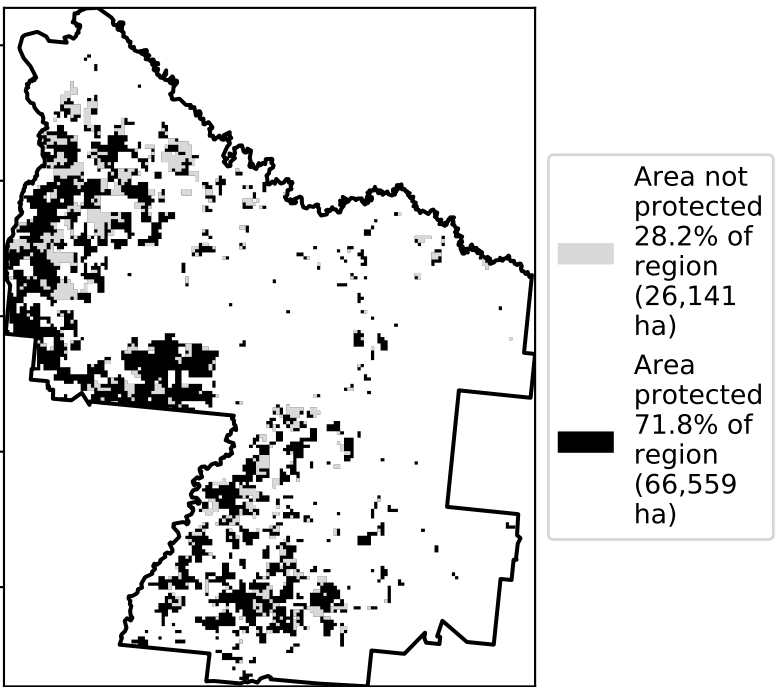 Area not
protected
28.2% of
region
(26,141
ha)
Area
protected
71.8% of
region
(66,559
ha)